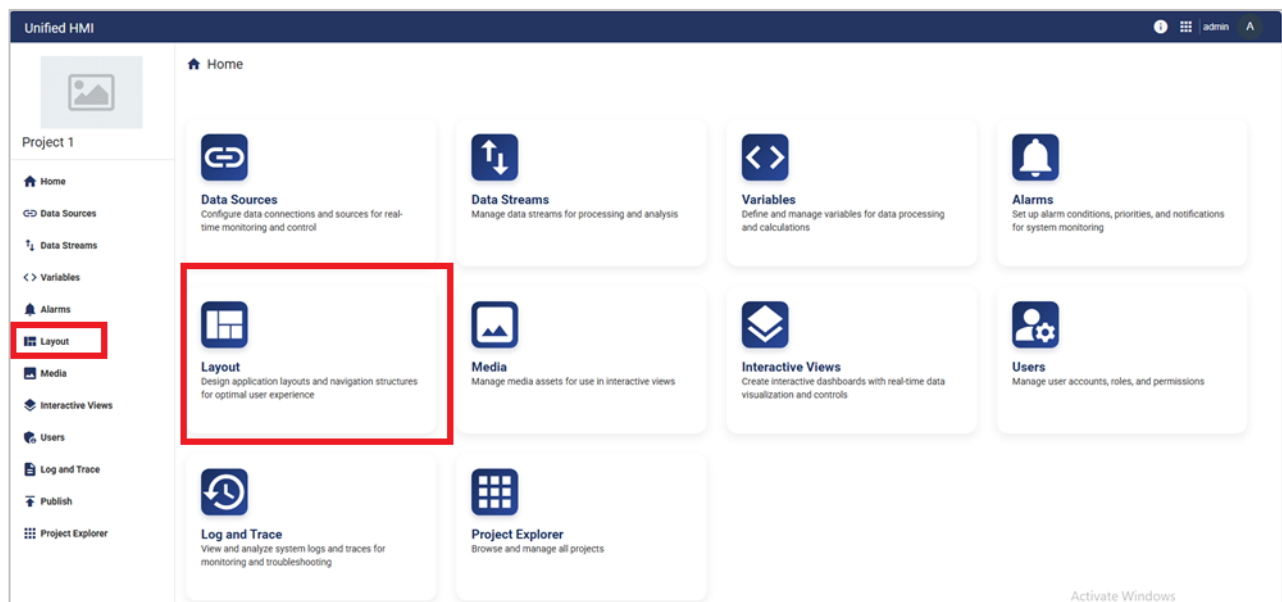 Unified HMI
admin A
Project 1
Home
Data Sources
Data Streams
Variables
Alarms
Layout
Media
Interactive Views
Users
Log and Trace
Publish
Project Explorer
Home
Data Sources
Configure data connections and sources for real-
time monitoring and control
Data Streams
Manage data streams for processing and analysis
Variables
Define and manage variables for data processing
and calculations
Alarms
Set up alarm conditions, priorities, and notifications
for system monitoring
Layout
Design application layouts and navigation structures
for optimal user experience
Media
Manage media assets for use in interactive views
Interactive Views
Create interactive dashboards with real-time data
visualization and controls
Users
Manage user accounts, roles, and permissions
Log and Trace
View and analyze system logs and traces for
monitoring and troubleshooting
Project Explorer
Browse and manage all projects
Activate Windows